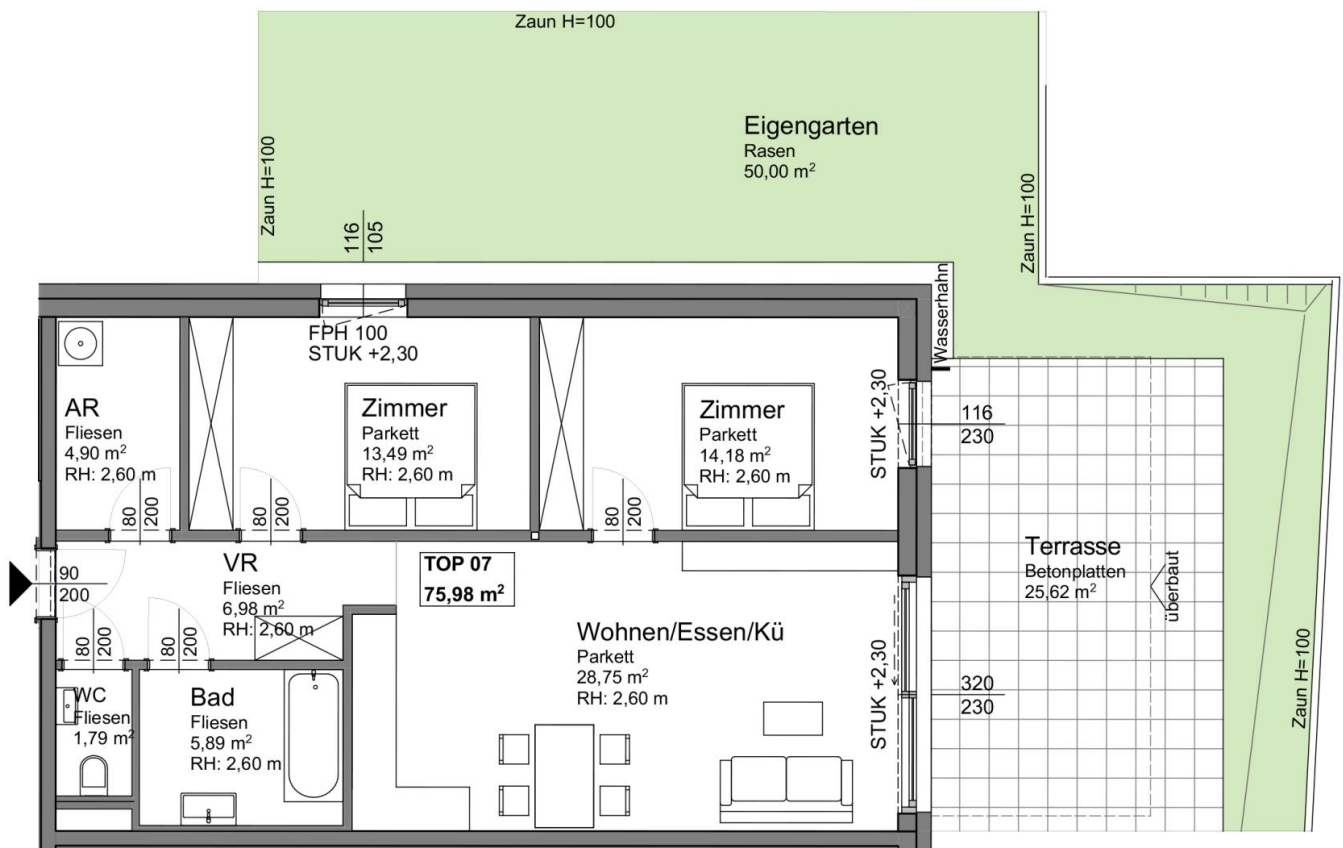 Zaun H=100
Eigengarten
Rasen
50,00 m²
Zaun H=100
Zaun H=100
116
105
Wasserhahn
FPH 100
STUK +2,30
AR
Fliesen
4,90 m²
RH: 2,60 m
Zimmer
Parkett
13,49 m²
RH: 2,60 m
Zimmer
Parkett
14,18 m²
RH: 2,60 m
STUK +2,30
116
230
80
200
80
200
80
200
90
200
VR
Fliesen
6,98 m²
RH: 2,60 m
TOP 07
75,98 m²
Terrasse
Betonplatten
25,62 m²
überbaut
80
200
80
200
Wohnen/Essen/Kü
Parkett
28,75 m²
RH: 2,60 m
STUK +2,30
320
230
Zaun H=100
WC
Fliesen
1,79 m²
Bad
Fliesen
5,89 m²
RH: 2,60 m